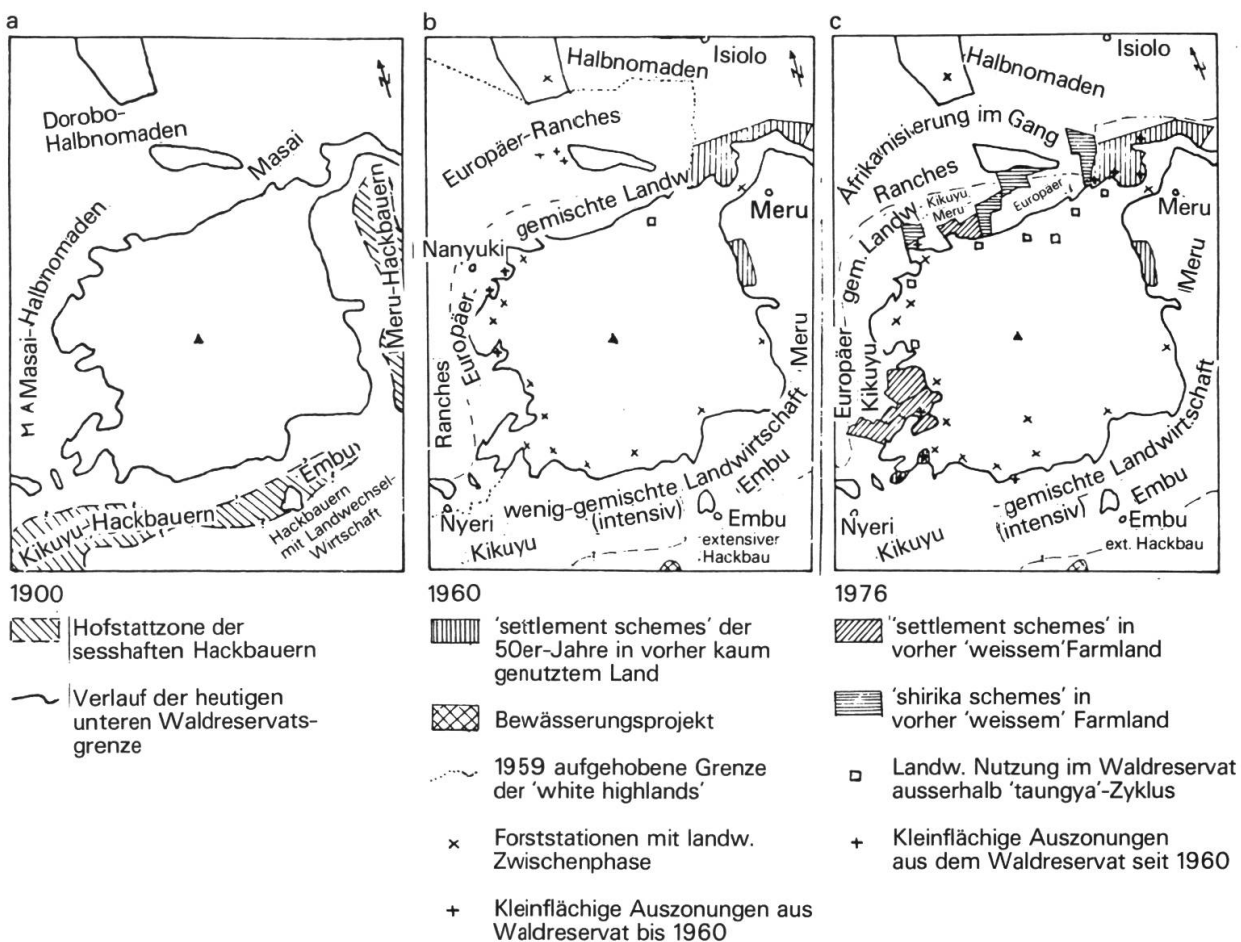 a
Dorobo-
Halbnomaden
Masai
M A Masai-Halbnomaden
Meru-Hackbauern
Kikuyu Hackbauern
Embu
Hackbauern
mit Landwechsel-
Wirtschaft
N
1900
Hofstattzone der
sesshaften Hackbauern
Verlauf der heutigen
unteren Waldreservats-
grenze
b
Halbnomaden
Isiolo
N
Europäer-Ranches
gemischte Landw
Meru
Nanyuki
Europäer
Ranches
Meru
wenig-gemischte Landwirtschaft
(intensiv)
Embu
Nyeri
Kikuyu
Embu
extensiver
Hackbau
1960
'settlement schemes' der
50er-Jahre in vorher kaum
genutztem Land
Bewässerungsprojekt
1959 aufgehobene Grenze
der 'white highlands'
Forststationen mit landw.
Zwischenphase
Kleinflächige Auszonungen aus
Waldreservat bis 1960
c
Isiolo
Halbnomaden
N
Afrikanisierung im Gang
Ranches
gem. Landw
Kikuyu
Meru
Europäer
Meru
Meru
Europäer
Kikuyu
gemischte Landwirtschaft
(intensiv)
Embu
Nyeri
Kikuyu
Embu
ext. Hackbau
1976
'settlement schemes' in
vorher 'weissem' Farmland
'shirika schemes' in
vorher 'weissem' Farmland
Landw. Nutzung im Waldreservat
ausserhalb 'taungya'-Zyklus
Kleinflächige Auszonungen
aus dem Waldreservat seit 1960